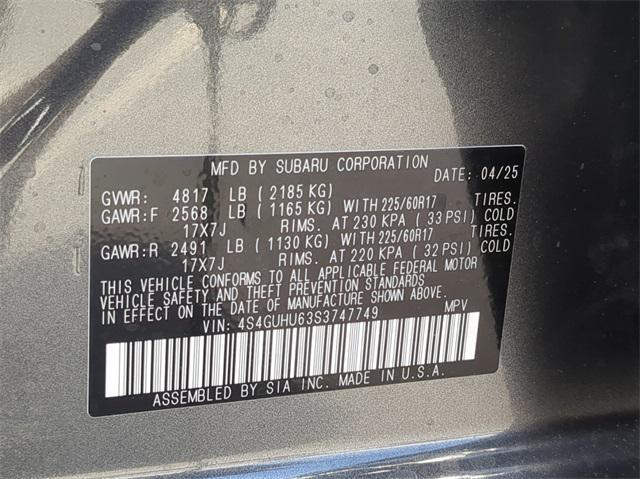 MFD BY SUBARU CORPORATION DATE: 04/25
GVWR: 4817 LB ( 2185 KG)
GAWR:F 2568 LB ( 1165 KG) WITH 225/60R17 TIRES.
17X7J RIMS. AT 230 KPA ( 33 PSI) COLD
GAWR:R 2491 LB ( 1130 KG) WITH 225/60R17 TIRES.
17X7J RIMS. AT 220 KPA ( 32 PSI) COLD
THIS VEHICLE CONFORMS TO ALL APPLICABLE FEDERAL MOTOR
VEHICLE SAFETY AND THEFT PREVENTION STANDARDS
IN EFFECT ON THE DATE OF MANUFACTURE SHOWN ABOVE.
VIN: 4S4GUHU63S3747749 MPV
ASSEMBLED BY SIA INC. MADE IN U.S.A.